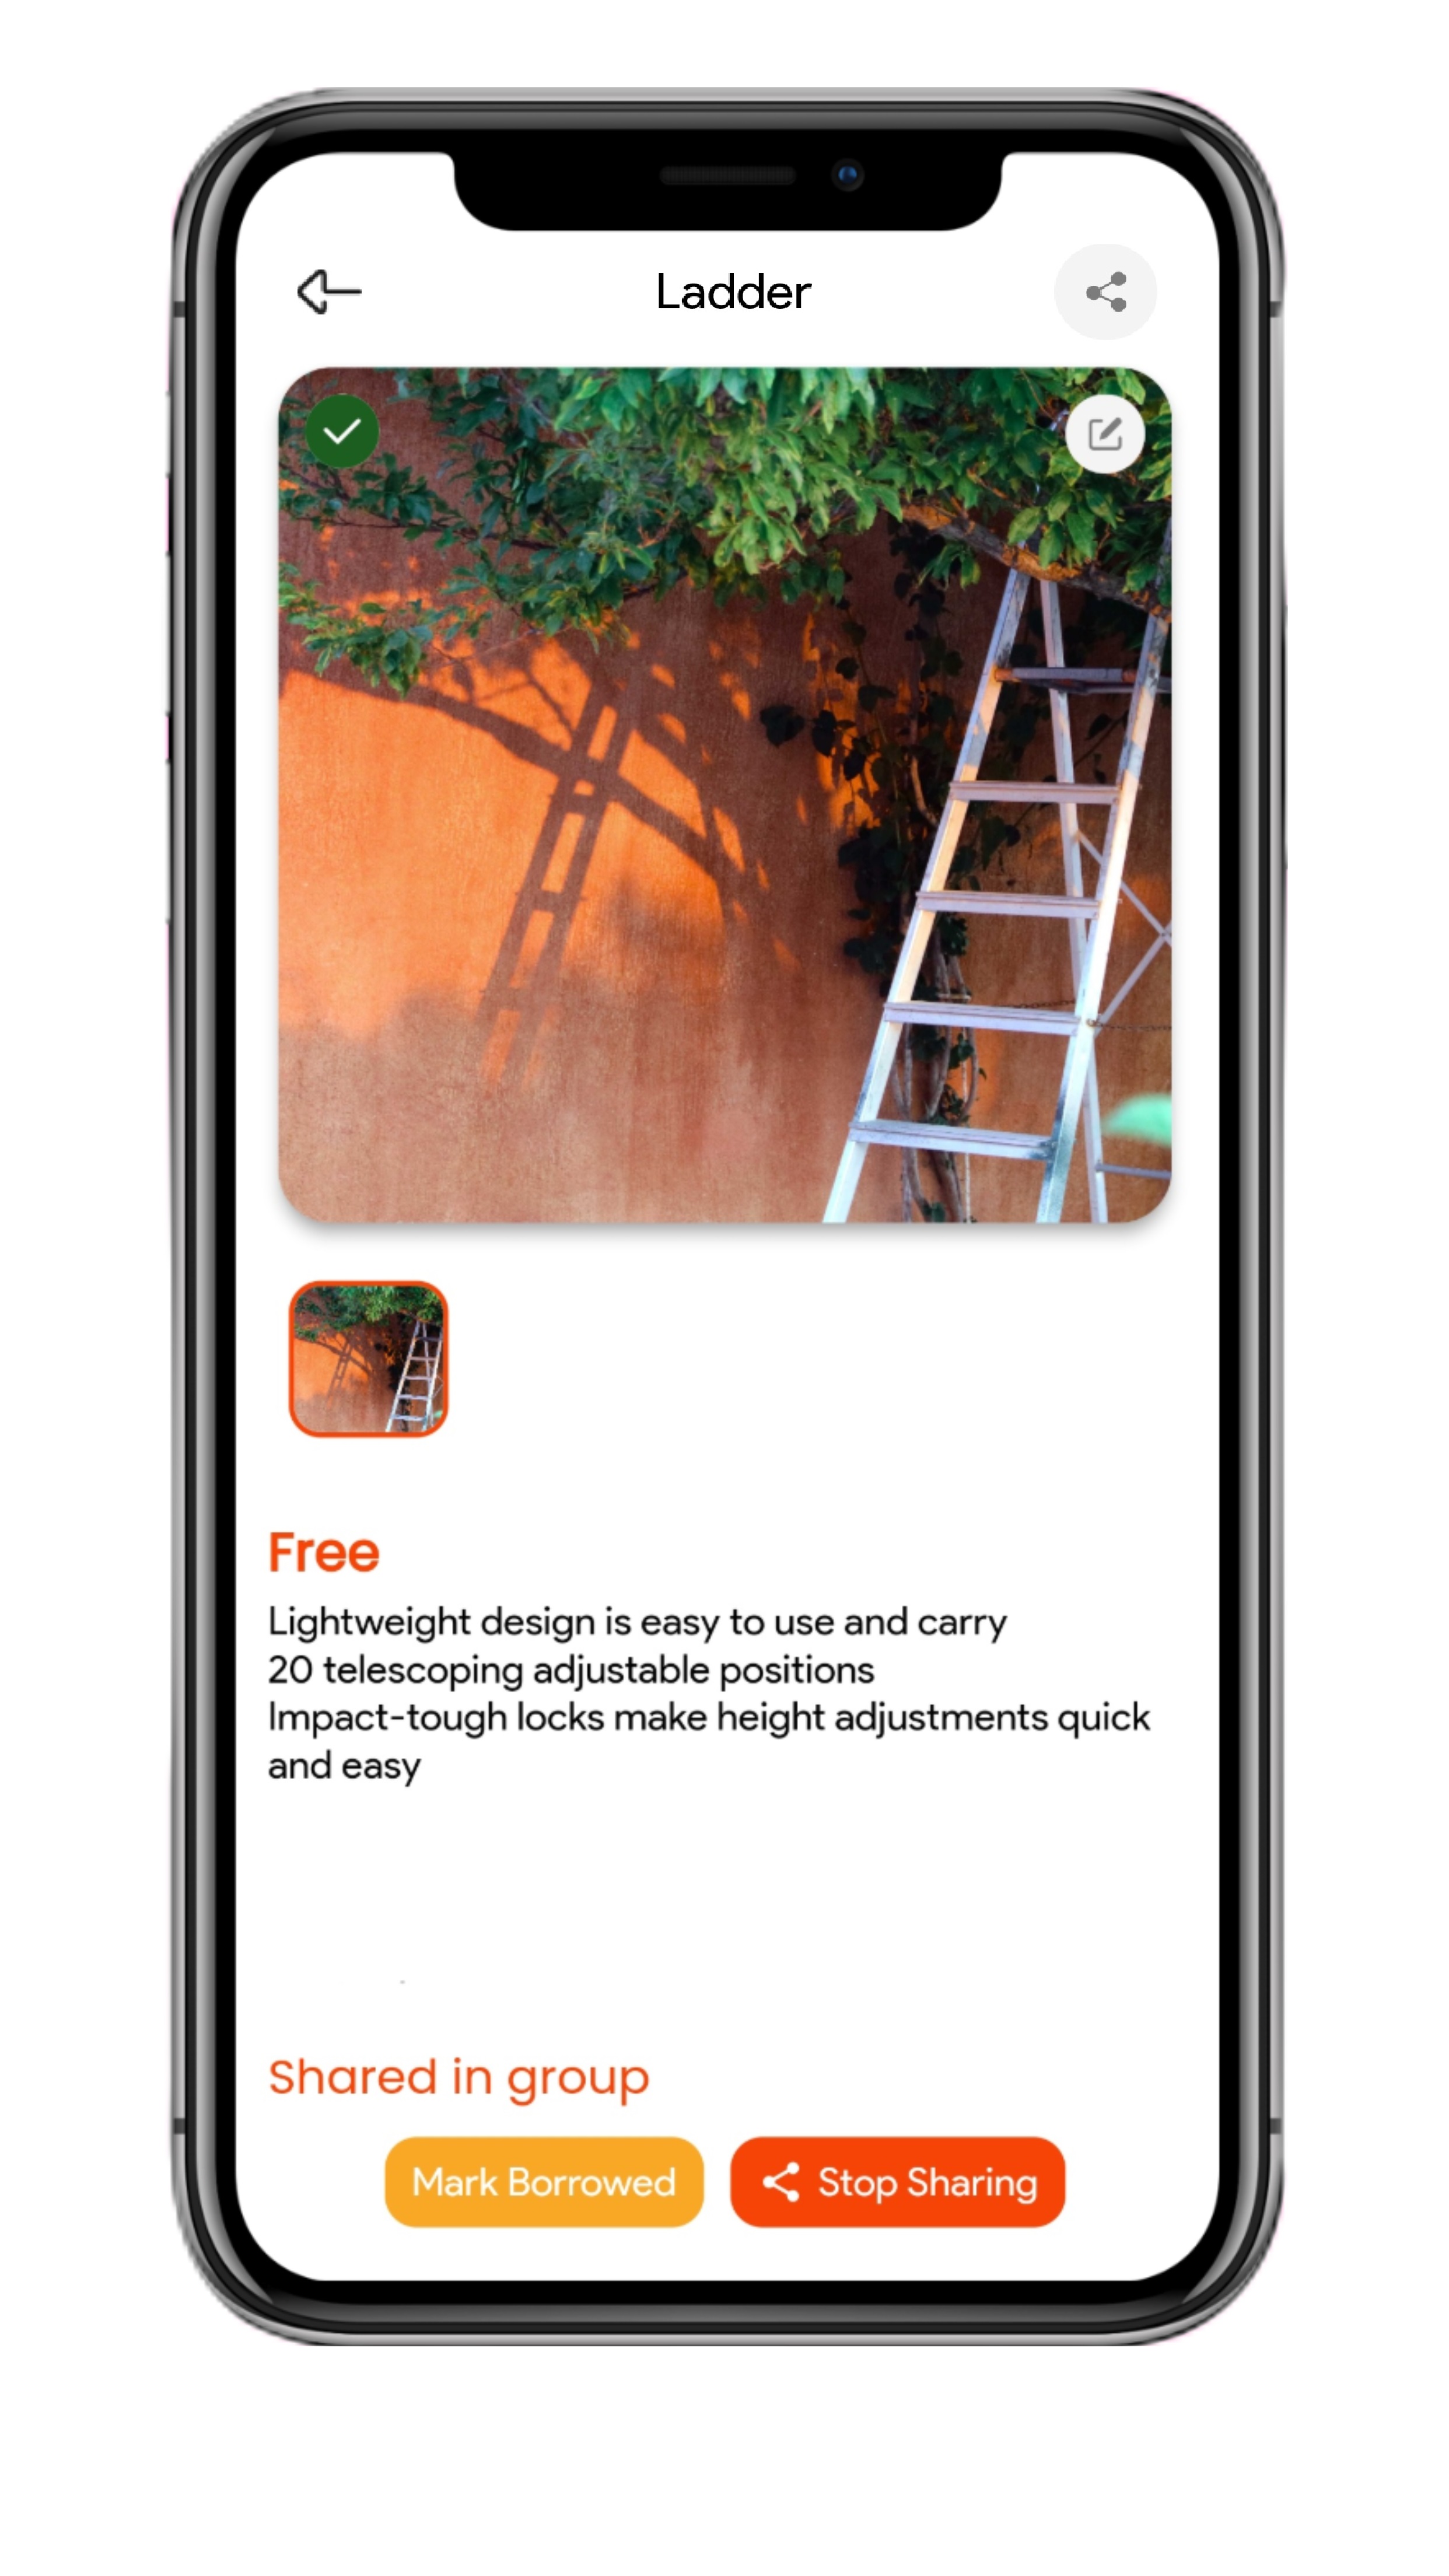 Ladder
Free
Lightweight design is easy to use and carry
20 telescoping adjustable positions
Impact-tough locks make height adjustments quick
and easy
Shared in group
Mark Borrowed
Stop Sharing